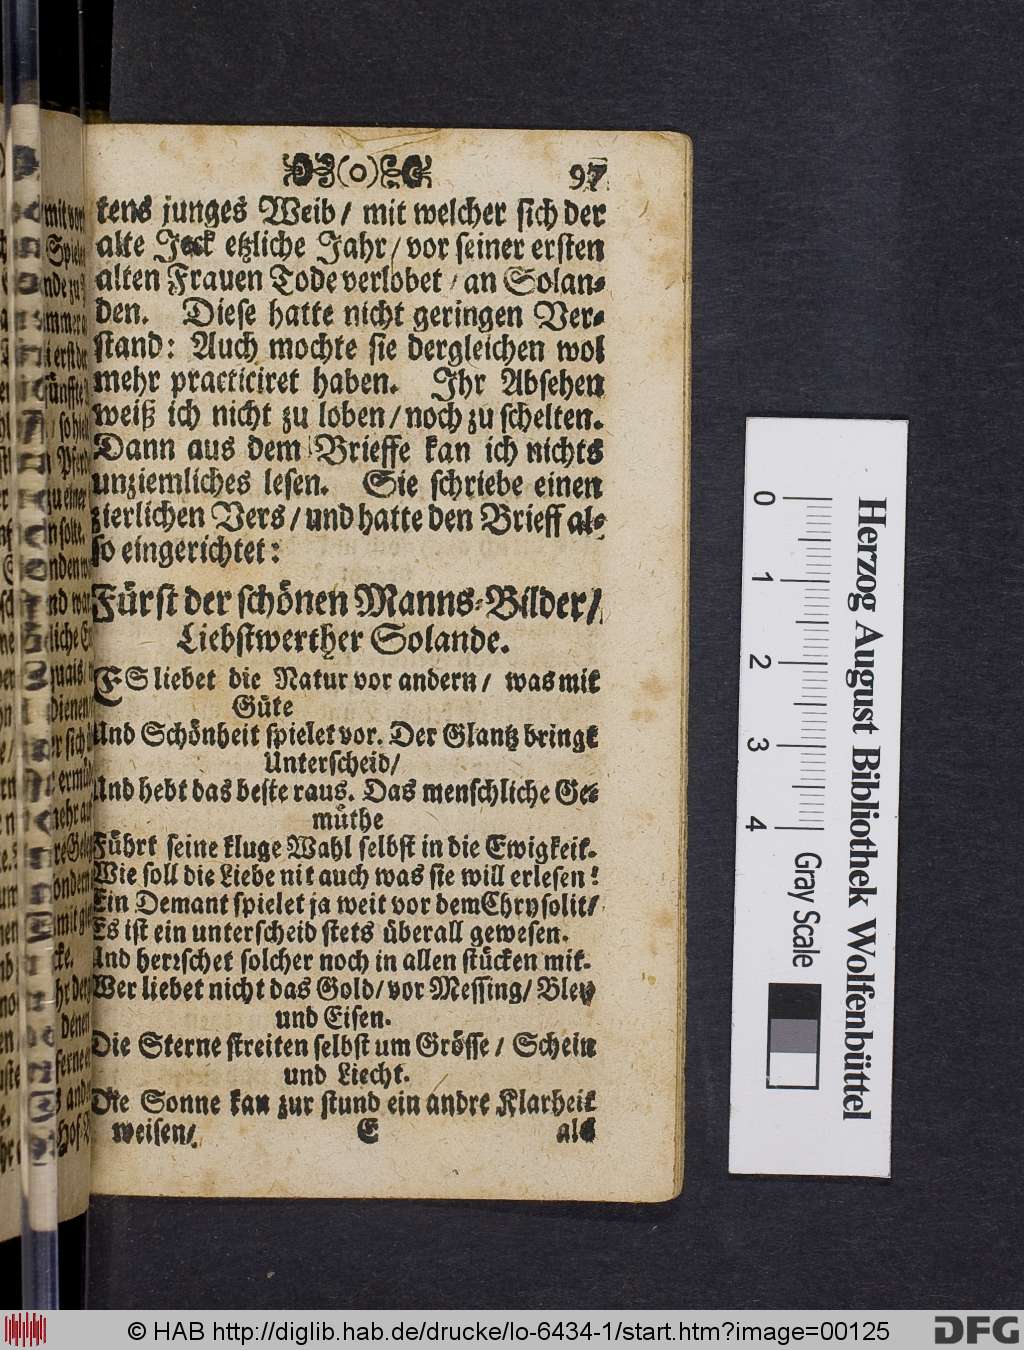 (o) 97
tens junges Weib / mit welcher sich der
alte Jeck etzliche Jahr / vor seiner ersten
alten Frauen Tode verlobet / an Solan⸗
den. Diese hatte nicht geringen Ver⸗
stand: Auch mochte sie dergleichen wol
mehr practiciret haben. Ihr Absehen
weiß ich nicht zu loben / noch zu schelten.
Dann aus dem Brieffe kan ich nichts
unziemliches lesen. Sie schriebe einen
zierlichen Vers / und hatte den Brieff al⸗
so eingerichtet:
Fürst der schönen Manns⸗Bilder /
Liebstwerther Solande.
ES liebet die Natur vor andern / was mit
Güte
Und Schönheit spielet vor. Der Glantz bringt
Unterscheid /
Und hebt das beste raus. Das menschliche Ge⸗
müthe
Führt seine kluge Wahl selbst in die Ewigkeit.
Wie soll die Liebe nit auch was sie will erlesen!
Ein Demant spielet ja weit vor dem Chrysolit /
Es ist ein unterscheid stets überall gewesen.
Und herrschet solcher noch in allen stücken mit.
Wer liebet nicht das Gold / vor Messing / Bley
und Eisen.
Die Sterne streiten selbst um Grösse / Schein
und Liecht.
Die Sonne kan zur stund ein andre Klarheit
weisen /
E als
Herzog August Bibliothek Wolfenbüttel
0 1 2 3 4 Gray Scale
© HAB http://diglib.hab.de/drucke/lo-6434-1/start.htm?image=00125
DFG